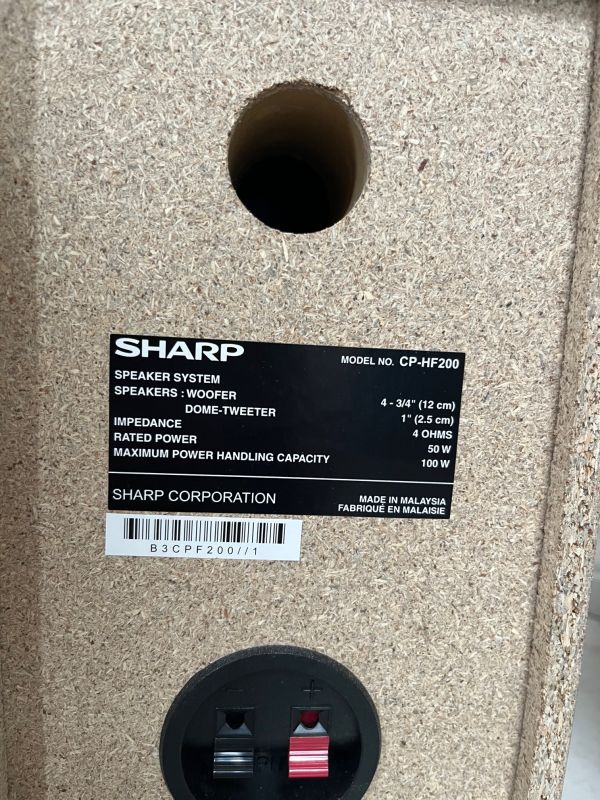 SHARP
MODEL NO. CP-HF200
SPEAKER SYSTEM
SPEAKERS : WOOFER 4 - 3/4" (12 cm)
DOME-TWEETER 1" (2.5 cm)
IMPEDANCE 4 OHMS
RATED POWER 50 W
MAXIMUM POWER HANDLING CAPACITY 100 W
SHARP CORPORATION
MADE IN MALAYSIA
FABRIQUÉ EN MALAISIE
B3CPF200//1
− +